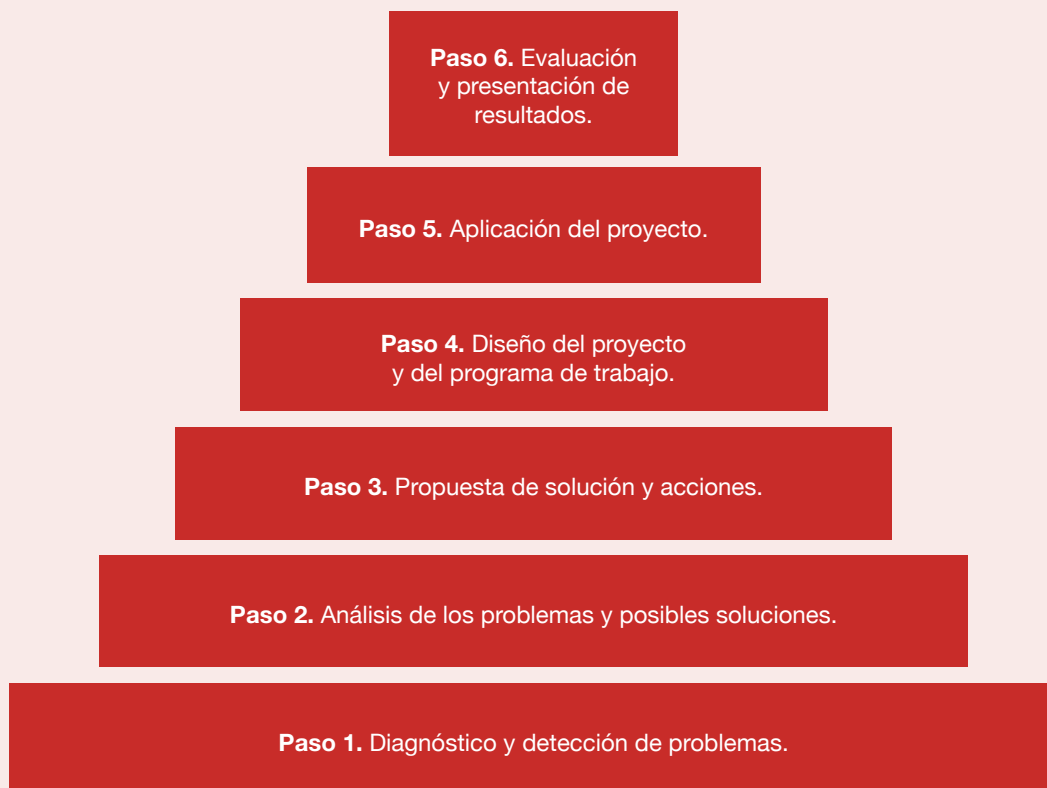 Paso 6. Evaluación
y presentación de
resultados.
Paso 5. Aplicación del proyecto.
Paso 4. Diseño del proyecto
y del programa de trabajo.
Paso 3. Propuesta de solución y acciones.
Paso 2. Análisis de los problemas y posibles soluciones.
Paso 1. Diagnóstico y detección de problemas.